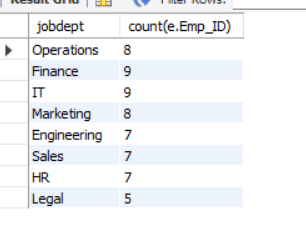 Result Grid Filter Rows:
jobdept count(e.Emp_ID)
Operations 8
Finance 9
IT 9
Marketing 8
Engineering 7
Sales 7
HR 7
Legal 5